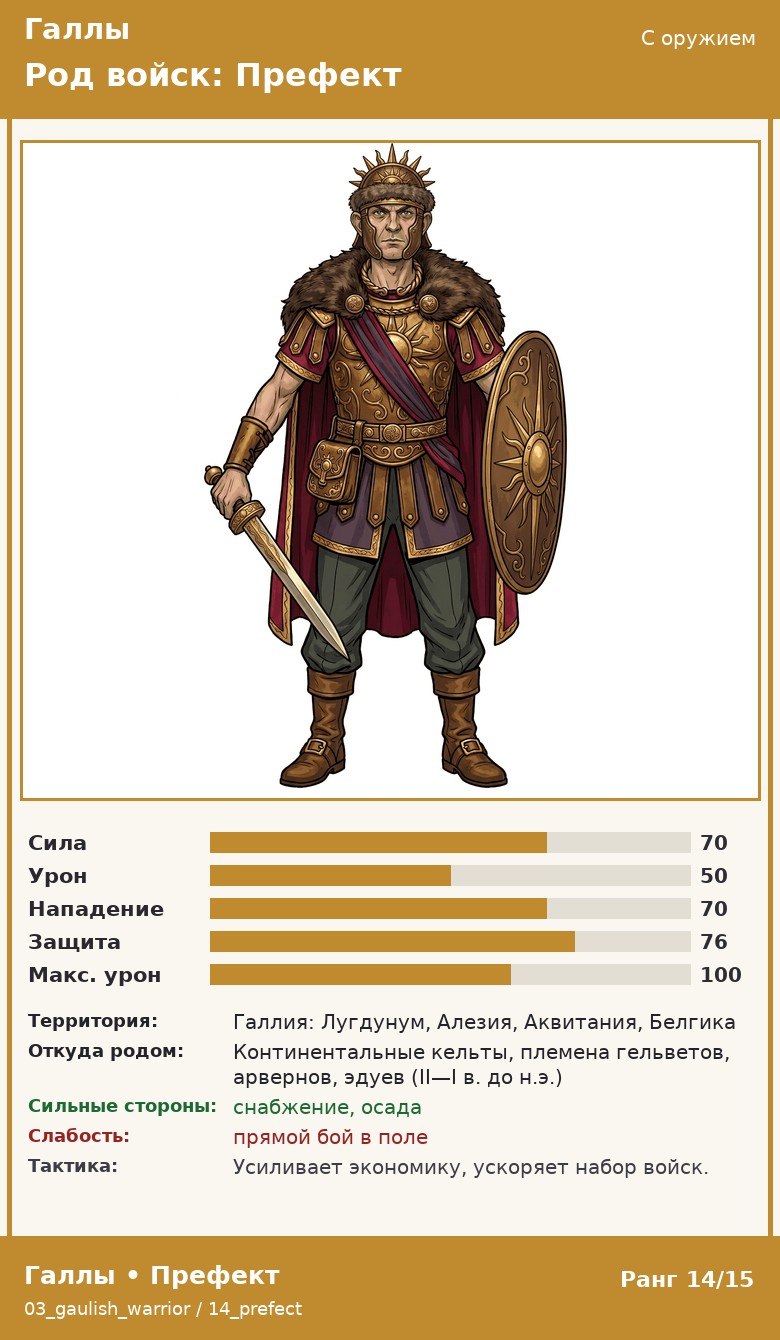 Галлы
С оружием
Род войск: Префект
Сила 70
Урон 50
Нападение 70
Защита 76
Макс. урон 100
Территория: Галлия: Лугдунум, Алезия, Аквитания, Белгика
Откуда родом: Континентальные кельты, племена гельветов,
арвернов, эдуев (II—I в. до н.э.)
Сильные стороны: снабжение, осада
Слабость: прямой бой в поле
Тактика: Усиливает экономику, ускоряет набор войск.
Галлы • Префект
Ранг 14/15
03_gaulish_warrior / 14_prefect